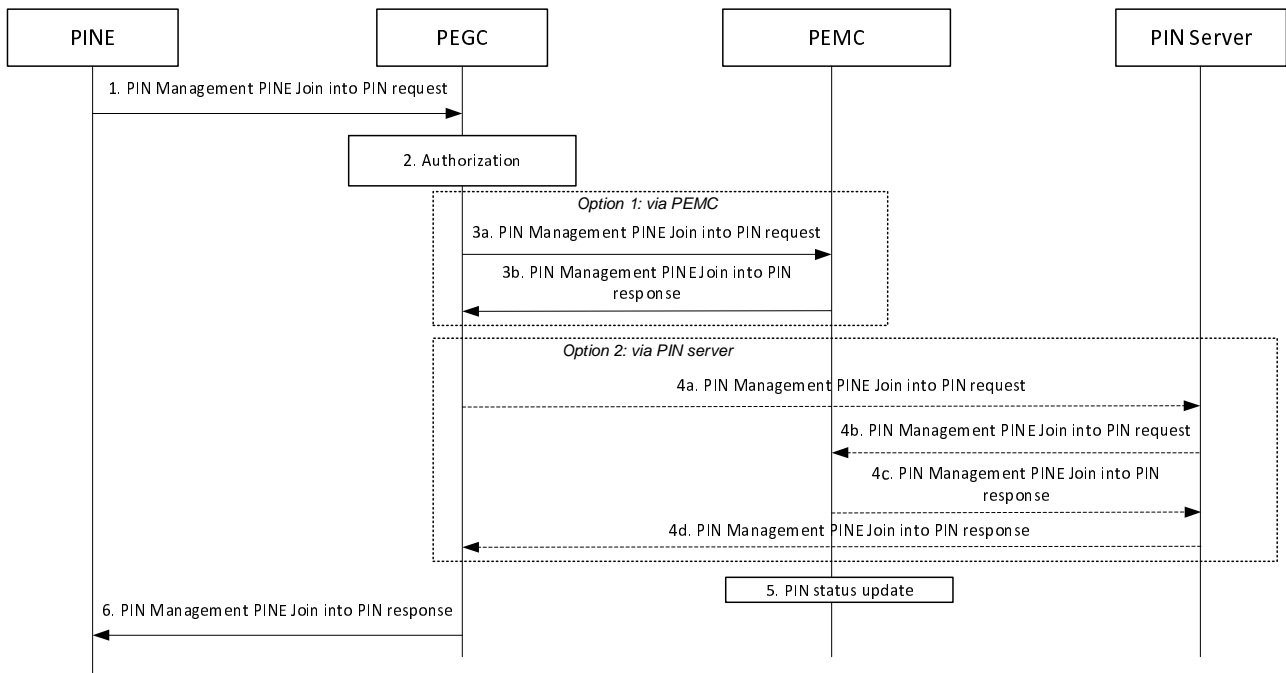 PINE
PEGC
PEMC
PIN Server
1. PIN Management PINE Join into PIN request
2. Authorization
Option 1: via PEMC
3a. PIN Management PINE Join into PIN request
3b. PIN Management PINE Join into PIN
response
Option 2: via PIN server
4a. PIN Management PINE Join into PIN request
4b. PIN Management PINE Join into PIN request
4c. PIN Management PINE Join into PIN
response
4d. PIN Management PINE Join into PIN response
5. PIN status update
6. PIN Management PINE Join into PIN response